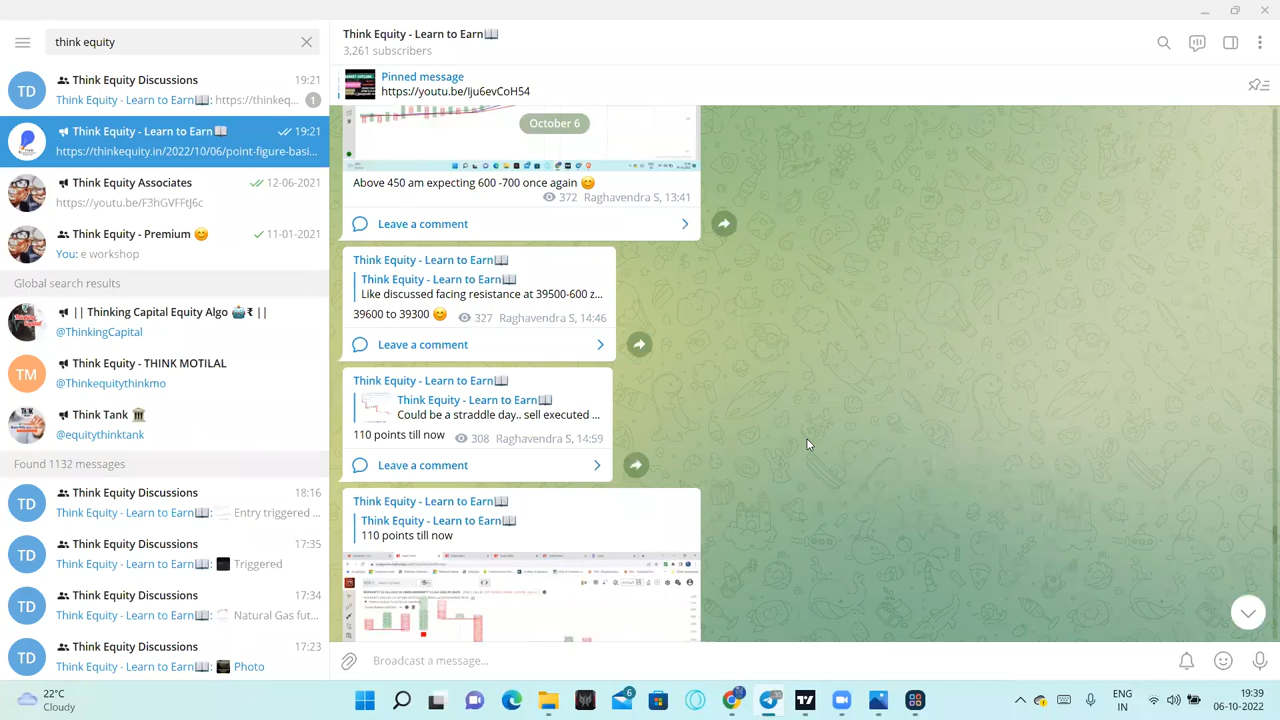 think equity
Think Equity Discussions 19:21
Think Equity - Learn to Earn📖: https://thinkeq... 1
Think Equity - Learn to Earn 📖 19:21
https://thinkequity.in/2022/10/06/point-figure-basi...
Think Equity Associates 12-06-2021
https://youtu.be/F3hGVFFtJ6c
Think Equity - Premium 😊 11-01-2021
You: e workshop
Global search results
|| Thinking Capital Equity Algo 🤖₹ ||
@ThinkingCapital
TM
Think Equity - THINK MOTILAL
@Thinkequitythinkmo
Think Tank 🏛
@equitythinktank
Found 1132 messages
TD
Think Equity Discussions 18:16
Think Equity - Learn to Earn📖: Entry triggered ...
TD
Think Equity Discussions 17:35
Think Equity - Learn to Earn📖: Triggered
TD
Think Equity Discussions 17:34
Think Equity - Learn to Earn📖: Natural Gas fut...
TD
Think Equity Discussions 17:23
Think Equity - Learn to Earn📖: Photo
Think Equity - Learn to Earn📖
3,261 subscribers
Pinned message
https://youtu.be/lju6evCoH54
October 6
Above 450 am expecting 600 -700 once again 😊
372 Raghavendra S, 13:41
Leave a comment
Think Equity - Learn to Earn📖
Think Equity - Learn to Earn📖
Like discussed facing resistance at 39500-600 z...
39600 to 39300 😊 327 Raghavendra S, 14:46
Leave a comment
Think Equity - Learn to Earn📖
Think Equity - Learn to Earn📖
Could be a straddle day.. sell executed ...
110 points till now 308 Raghavendra S, 14:59
Leave a comment
Think Equity - Learn to Earn📖
Think Equity - Learn to Earn📖
110 points till now
Broadcast a message...
22°C
Cloudy
ENG
IN
19:39
06-10-2022